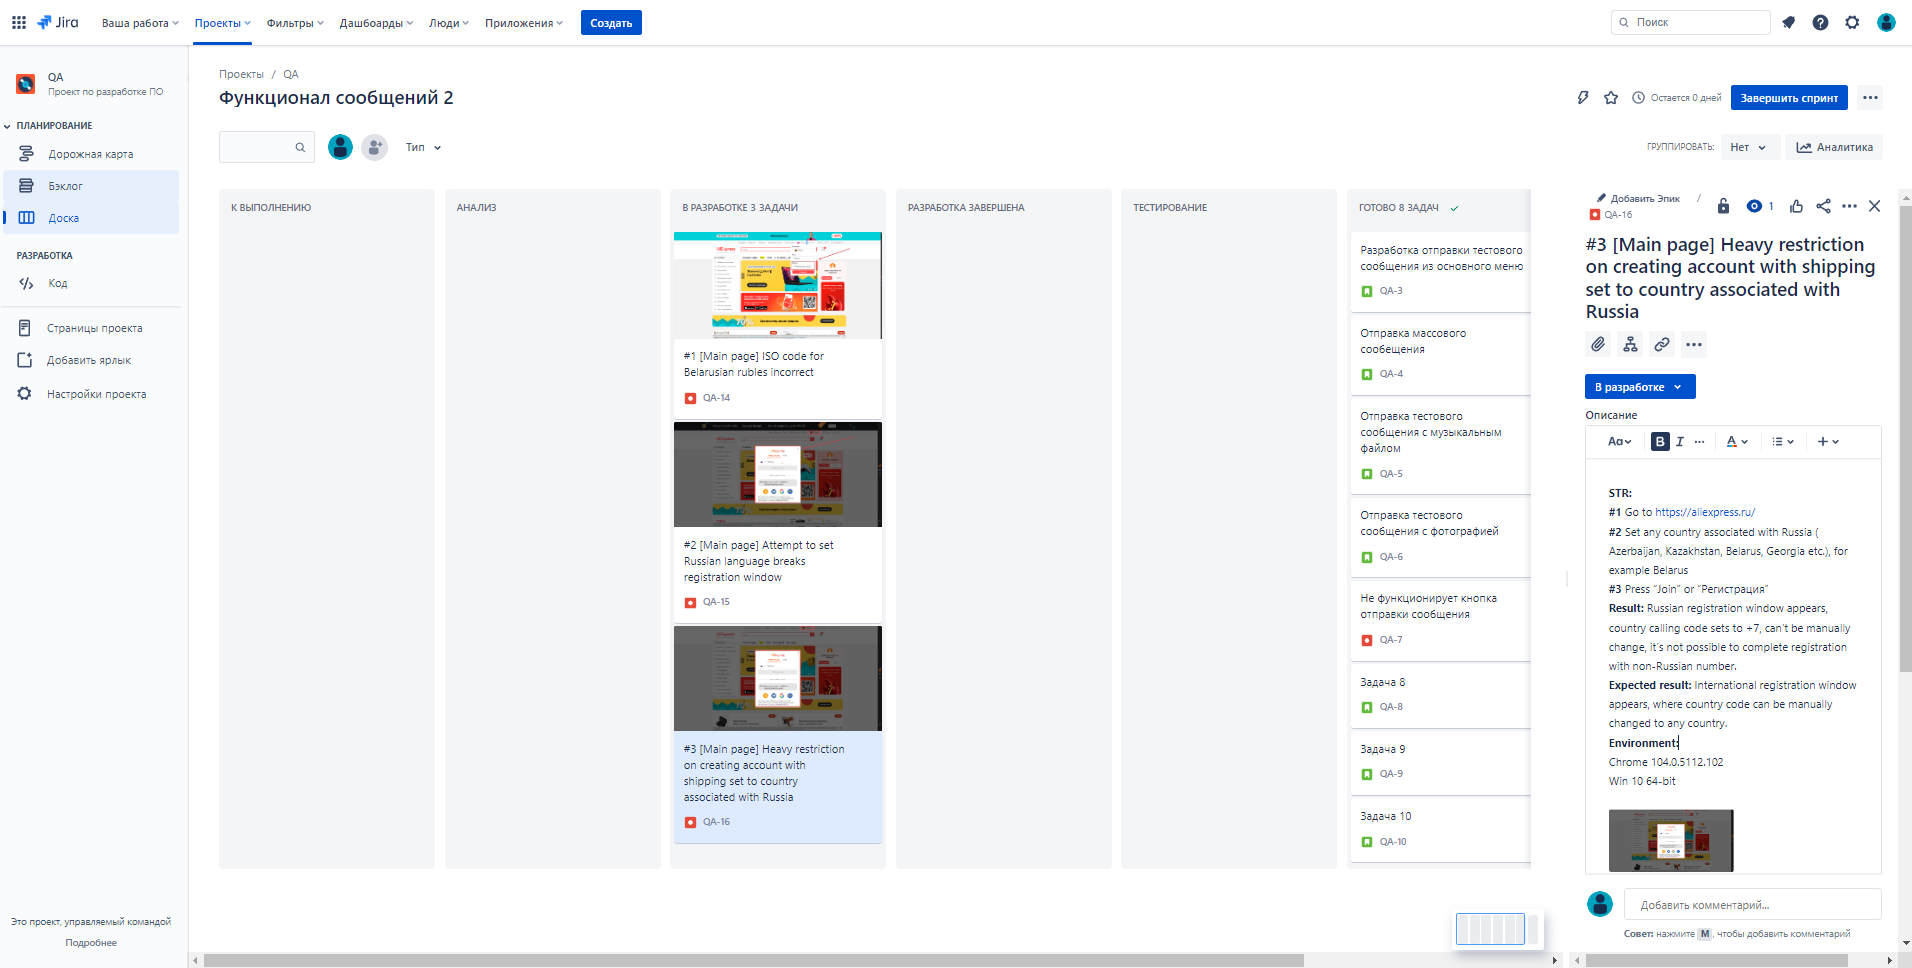 Jira
Ваша работа
Проекты
Фильтры
Дашбоарды
Люди
Приложения
Создать
Поиск
QA
Проект по разработке ПО
ПЛАНИРОВАНИЕ
Дорожная карта
Бэклог
Доска
РАЗРАБОТКА
Код
Страницы проекта
Добавить ярлык
Настройки проекта
Это проект, управляемый командой
Подробнее
Проекты / QA
Функционал сообщений 2
Остается 0 дней
Завершить спринт
Тип
ГРУППИРОВАТЬ:
Нет
Аналитика
К ВЫПОЛНЕНИЮ
АНАЛИЗ
В РАЗРАБОТКЕ 3 ЗАДАЧИ
#1 [Main page] ISO code for
Belarusian rubles incorrect
QA-14
#2 [Main page] Attempt to set
Russian language breaks
registration window
QA-15
#3 [Main page] Heavy restriction
on creating account with
shipping set to country
associated with Russia
QA-16
РАЗРАБОТКА ЗАВЕРШЕНА
ТЕСТИРОВАНИЕ
ГОТОВО 8 ЗАДАЧ
Разработка отправки тестового
сообщения из основного меню
QA-3
Отправка массового
сообещения
QA-4
Отправка тестового
сообщения с музыкальным
файлом
QA-5
Отправка тестового
сообщения с фотографией
QA-6
Не функционирует кнопка
отправки сообщения
QA-7
Задача 8
QA-8
Задача 9
QA-9
Задача 10
QA-10
Добавить Эпик /
QA-16
1
#3 [Main page] Heavy restriction
on creating account with shipping
set to country associated with
Russia
В разработке
Описание
Aa B I A
STR:
#1 Go to https://aliexpress.ru/
#2 Set any country associated with Russia (
Azerbaijan, Kazakhstan, Belarus, Georgia etc.), for
example Belarus
#3 Press “Join” or “Регистрация”
Result: Russian registration window appears,
country calling code sets to +7, can't be manually
change, it's not possible to complete registration
with non-Russian number.
Expected result: International registration window
appears, where country code can be manually
changed to any country.
Environment:
Chrome 104.0.5112.102
Win 10 64-bit
Добавить комментарий...
Совет: нажмите M, чтобы добавить комментарий